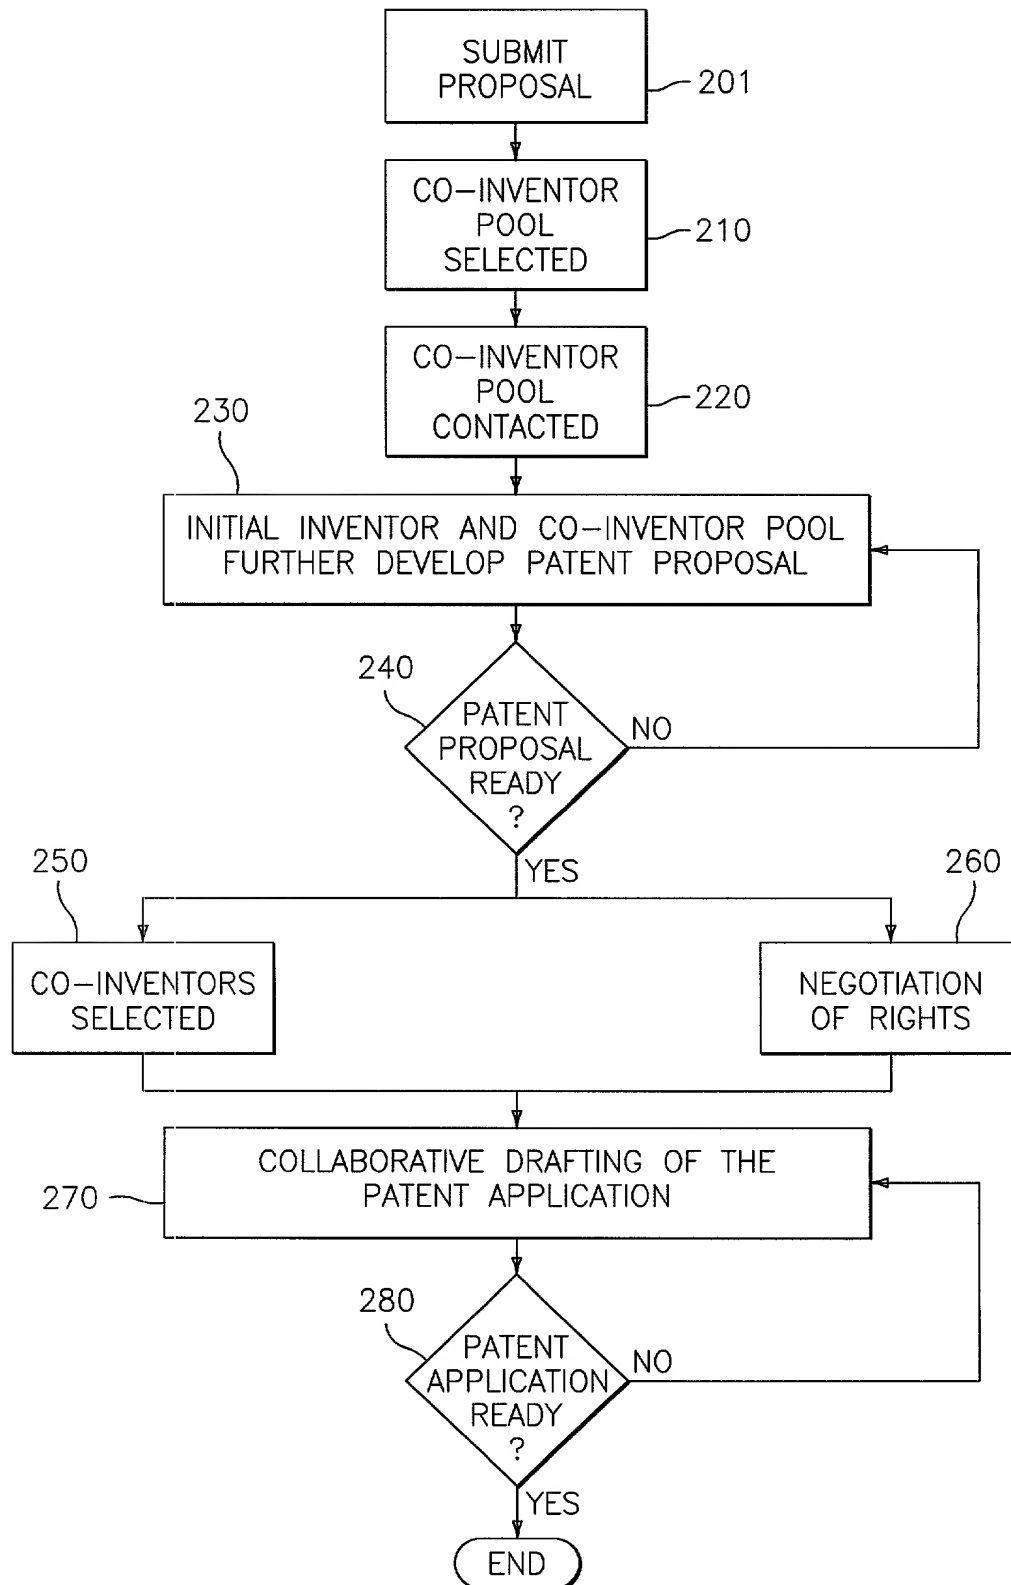 SUBMIT
PROPOSAL
201
CO-INVENTOR
POOL
SELECTED
210
CO-INVENTOR
POOL
CONTACTED
220
230
INITIAL INVENTOR AND CO-INVENTOR POOL
FURTHER DEVELOP PATENT PROPOSAL
240
PATENT
PROPOSAL
READY
?
NO
YES
250
CO-INVENTORS
SELECTED
260
NEGOTIATION
OF RIGHTS
COLLABORATIVE DRAFTING OF THE
PATENT APPLICATION
270
280
PATENT
APPLICATION
READY
?
NO
YES
END